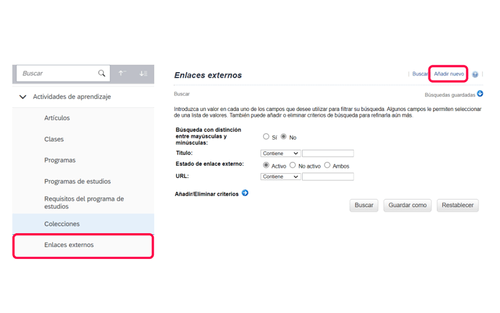 Buscar
Actividades de aprendizaje
Artículos
Clases
Programas
Programas de estudios
Requisitos del programa de
estudios
Colecciones
Enlaces externos
Enlaces externos
Buscar Añade nuevo
Buscar
Búsquedas guardadas
Introduzca un valor en cada uno de los campos que desee utilizar para filtrar su búsqueda. Algunos campos le permiten seleccionar
de una lista de valores. También puede añadir o eliminar criterios de búsqueda para refinarla aún más.
Búsqueda con distinción
entre mayúsculas y
minúsculas:
Sí No
Título: Contiene
Estado de enlace externo: Activo No activo Ambos
URL: Contiene
Añadir/Eliminar criterios
Buscar Guardar como Restablecer